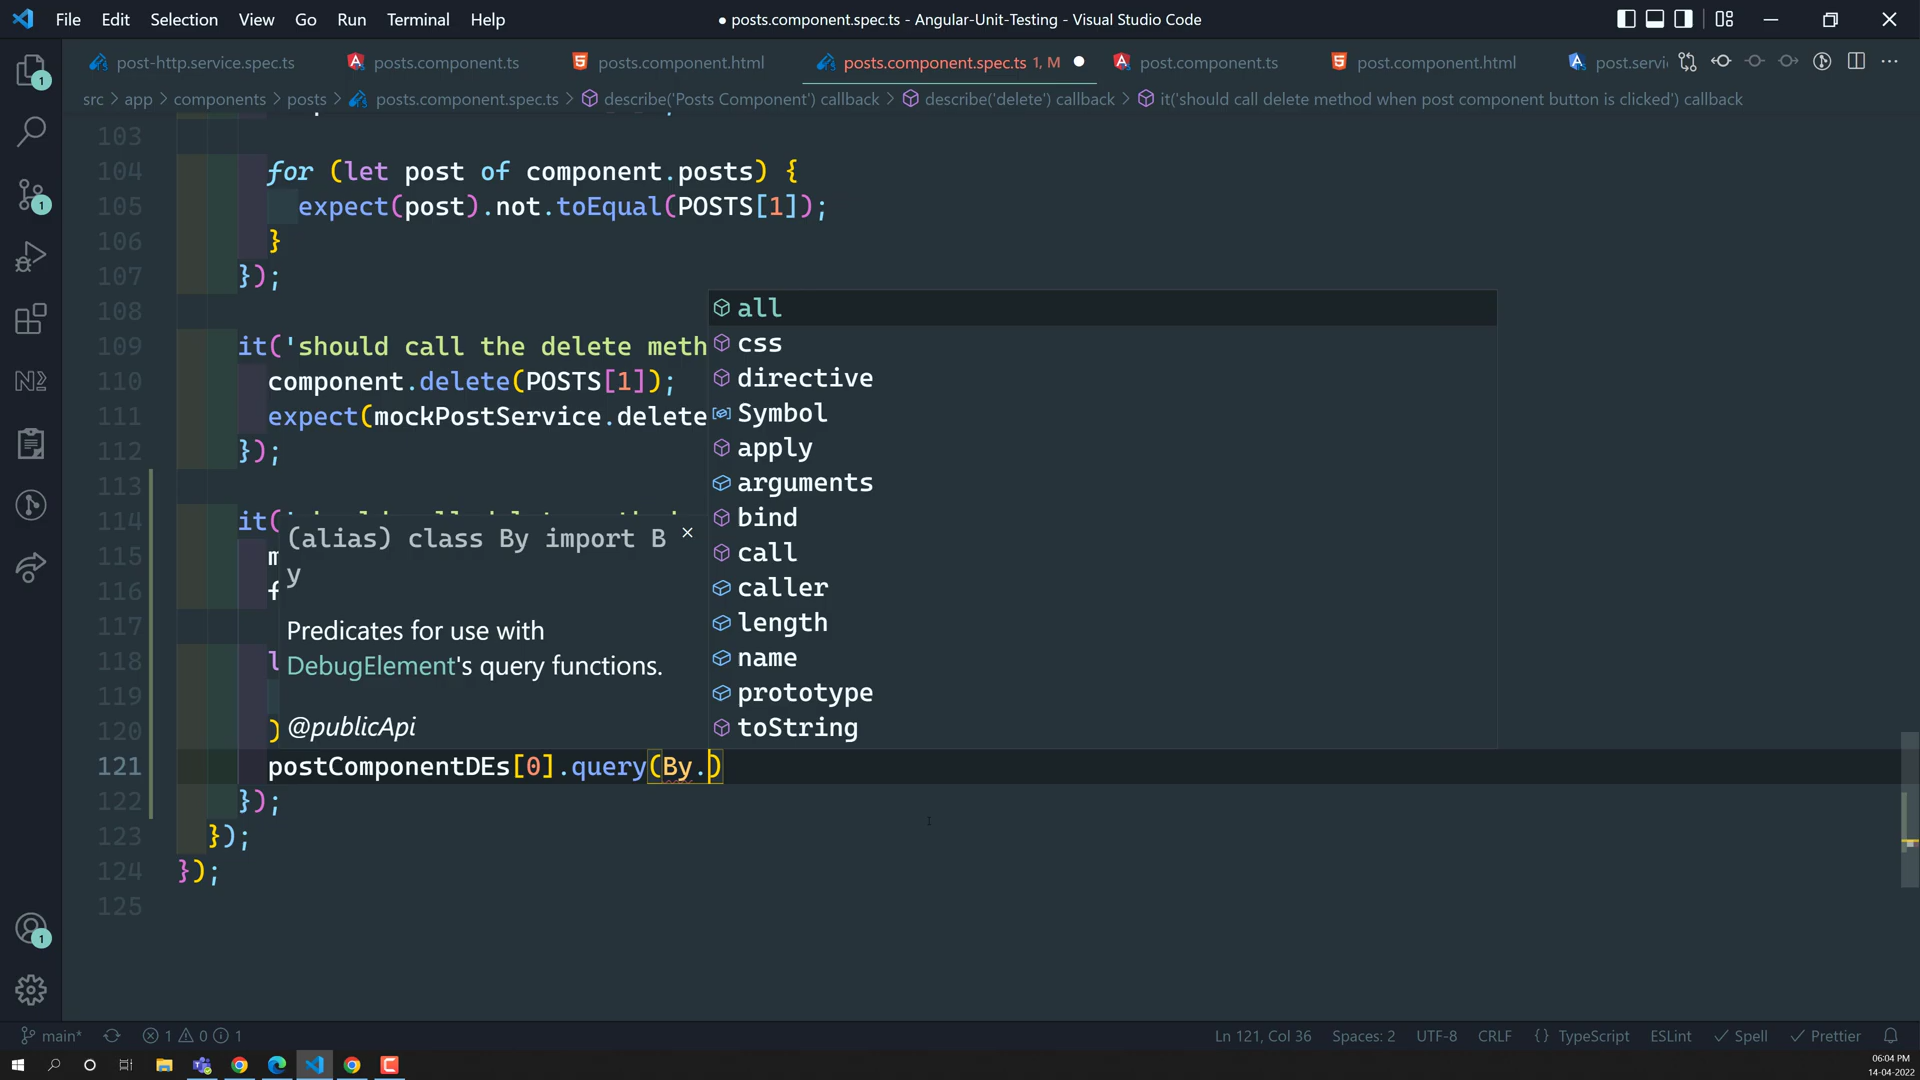 File Edit Selection View Go Run Terminal Help
● posts.component.spec.ts - Angular-Unit-Testing - Visual Studio Code
post-http.service.spec.ts posts.component.ts posts.component.html posts.component.spec.ts 1, M post.component.ts post.component.html post.servi
src > app > components > posts > posts.component.spec.ts > describe('Posts Component') callback > describe('delete') callback > it('should call delete method when post component button is clicked') callback
103
104 for (let post of component.posts) {
105 expect(post).not.toEqual(POSTS[1]);
106 }
107 });
108
109 it('should call the delete meth
110 component.delete(POSTS[1]);
111 expect(mockPostService.delete
112 });
113
114 it(
115 m
116 f
117
118 l
119
120 )
121 postComponentDEs[0].query(By.)
122 });
123 });
124 });
125
all
css
directive
Symbol
apply
arguments
bind
call
caller
length
name
prototype
toString
(alias) class By import B
y
Predicates for use with
DebugElement's query functions.
@publicApi
1
1
1
main* 1 0 1
Ln 121, Col 36 Spaces: 2 UTF-8 CRLF {} TypeScript ESLint Spell Prettier
06:04 PM
14-04-2022